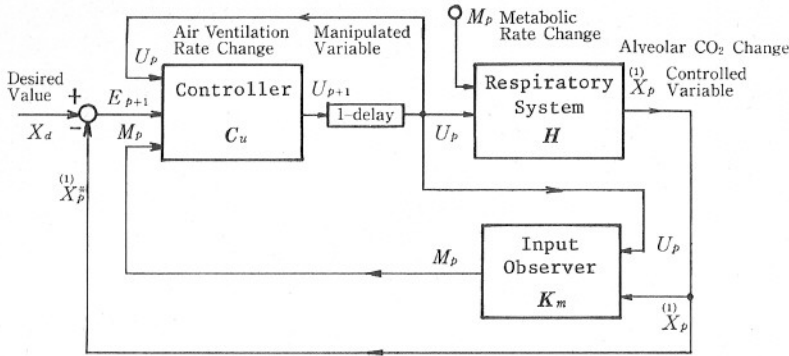 Air Ventilation
Rate Change
Manipulated
Variable
M_p Metabolic
Rate Change
Alveolar CO₂ Change
U_p
Desired
Value
+
E_{p+1}
Controller
C_u
U_{p+1}
1-delay
Respiratory
System
H
(1)
X_p
Controlled
Variable
X_d
−
M_p
U_p
(1)
X_p
Input
Observer
K_m
M_p
U_p
(1)
X_p